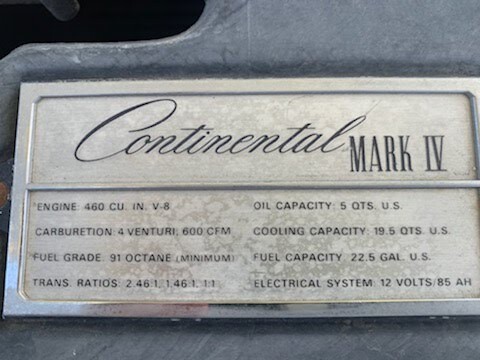 Continental MARK IV
ENGINE: 460 CU. IN. V-8
CARBURETION 4 VENTURI, 600 CFM
FUEL GRADE: 91 OCTANE (MINIMUM)
TRANS. RATIOS: 2.46:1, 1.46:1, 1:1
OIL CAPACITY: 5 QTS. U.S.
COOLING CAPACITY: 19.5 QTS. U.S.
FUEL CAPACITY: 22.5 GAL. U.S.
ELECTRICAL SYSTEM: 12 VOLTS/85 AH